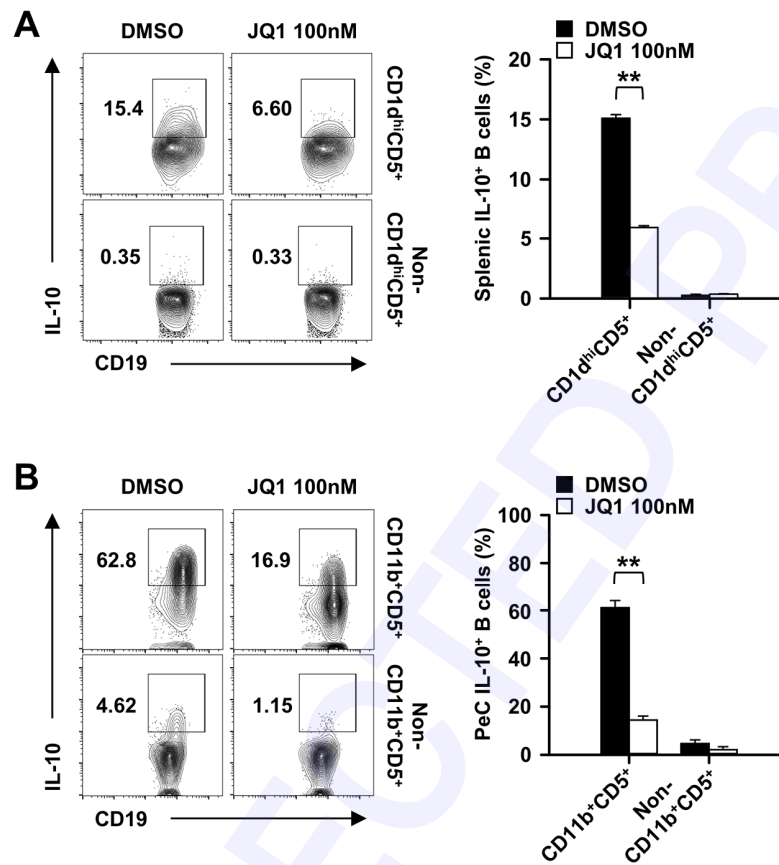 A
DMSO
JQ1 100nM
15.4
6.60
CD1dʰⁱCD5⁺
0.35
0.33
Non-
CD1dʰⁱCD5⁺
IL-10
CD19
DMSO
JQ1 100nM
Splenic IL-10⁺ B cells (%)
20
15
10
5
0
**
CD1dʰⁱCD5⁺
Non-
CD1dʰⁱCD5⁺
B
DMSO
JQ1 100nM
62.8
16.9
CD11b⁺CD5⁺
4.62
1.15
Non-
CD11b⁺CD5⁺
IL-10
CD19
DMSO
JQ1 100nM
PeC IL-10⁺ B cells (%)
100
80
60
40
20
0
**
CD11b⁺CD5⁺
Non-
CD11b⁺CD5⁺